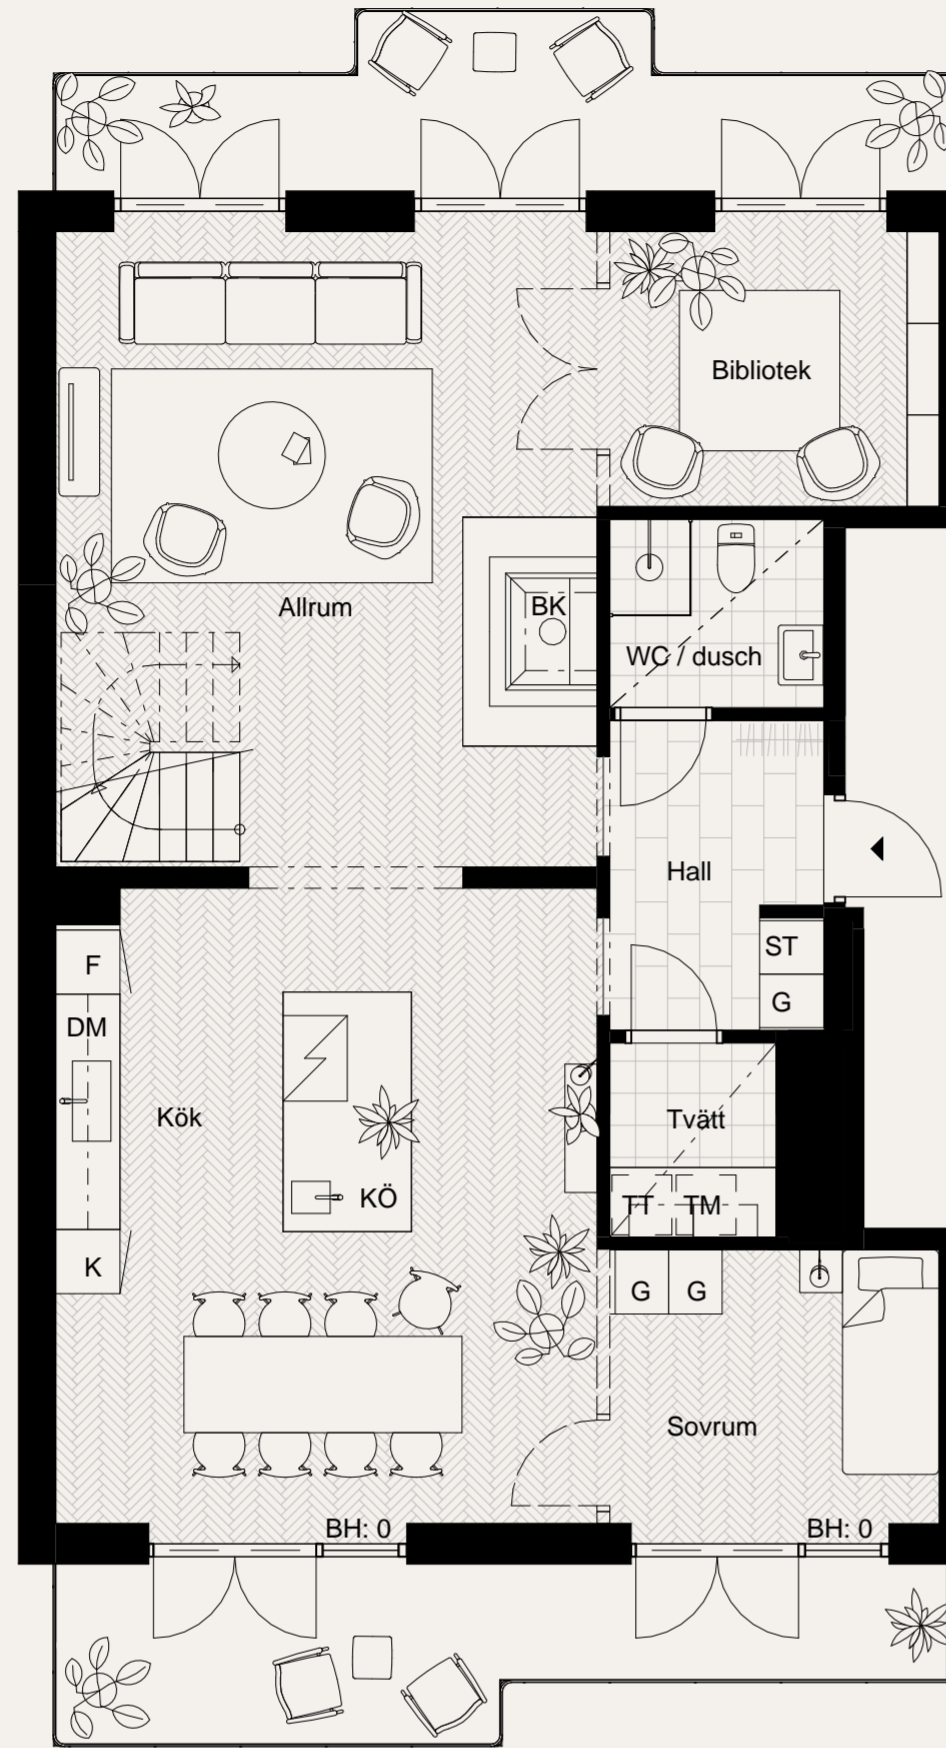 Bibliotek
BK
Allrum
WC / dusch
Hall
F
ST
G
DM
Kök
Tvätt
KÖ
TT
TM
K
G
G
Sovrum
BH: 0
BH: 0